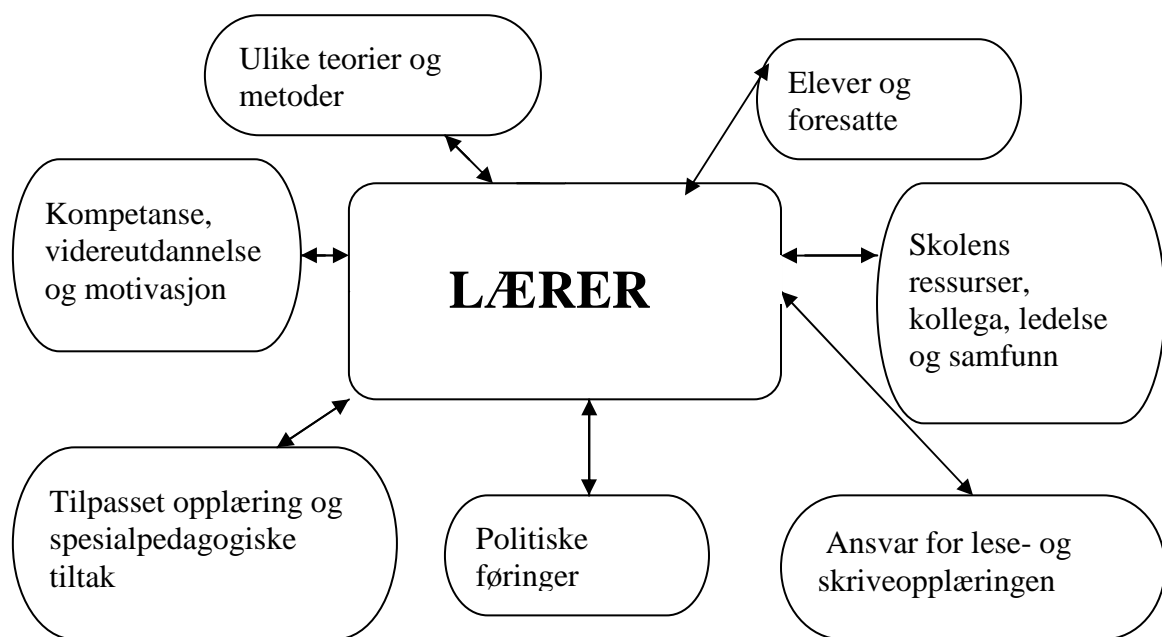 Ulike teorier og
metoder
Elever og
foresatte
Kompetanse,
videreutdannelse
og motivasjon
LÆRER
Skolens
ressurser,
kollega, ledelse
og samfunn
Tilpasset opplæring og
spesialpedagogiske
tiltak
Politiske
føringer
Ansvar for lese- og
skriveopplæringen